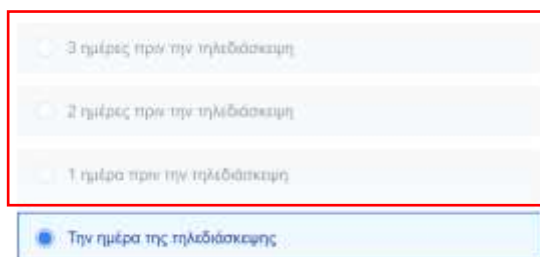 3 ημέρες πριν την τηλεδιάσκεψη
2 ημέρες πριν την τηλεδιάσκεψη
1 ημέρα πριν την τηλεδιάσκεψη
Την ημέρα της τηλεδιάσκεψης